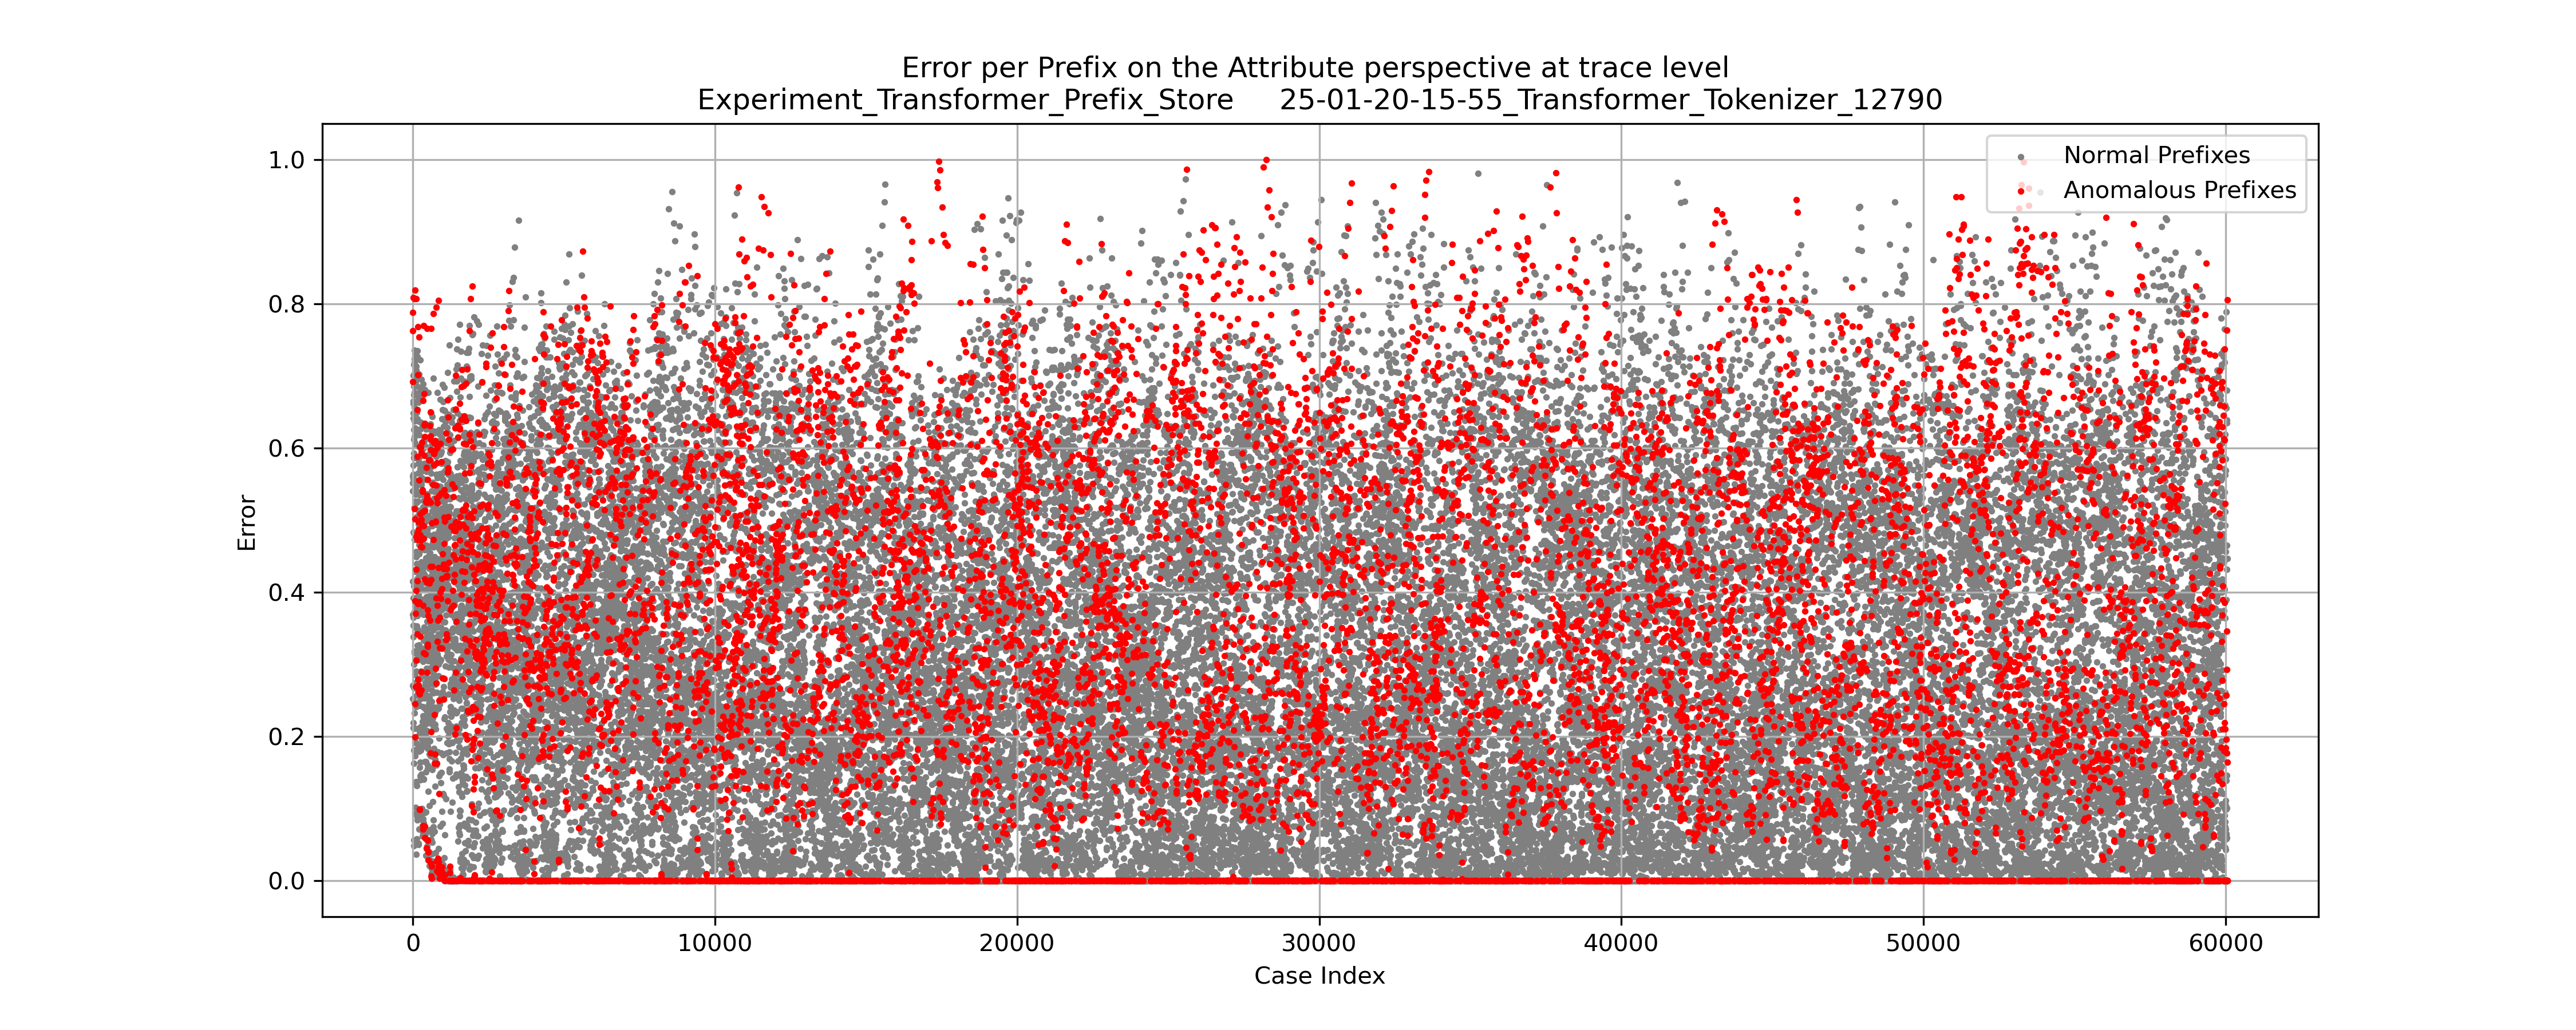 Error per Prefix on the Attribute perspective at trace level
Experiment_Transformer_Prefix_Store 25-01-20-15-55_Transformer_Tokenizer_12790
Normal Prefixes
Anomalous Prefixes
1.0
0.8
0.6
0.4
0.2
0.0
Error
0 10000 20000 30000 40000 50000 60000
Case Index